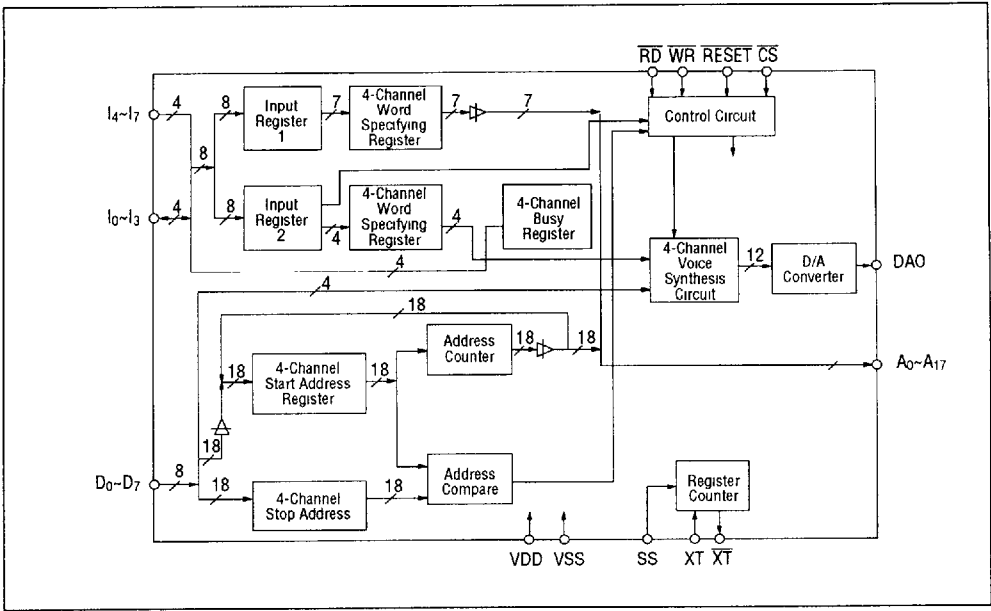 RD WR RESET CS
I4~I7
4
8
Input
Register
1
7
4-Channel
Word
Specifying
Register
7
7
Control Circuit
8
I0~I3
4
8
Input
Register
2
4
4-Channel
Word
Specifying
Register
4
4-Channel
Busy
Register
4
4
4-Channel
Voice
Synthesis
Circuit
12
D/A
Converter
DAO
18
18
4-Channel
Start Address
Register
18
Address
Counter
18
18
A0~A17
D0~D7
8
18
18
4-Channel
Stop Address
18
Address
Compare
Register
Counter
VDD VSS SS XT XT